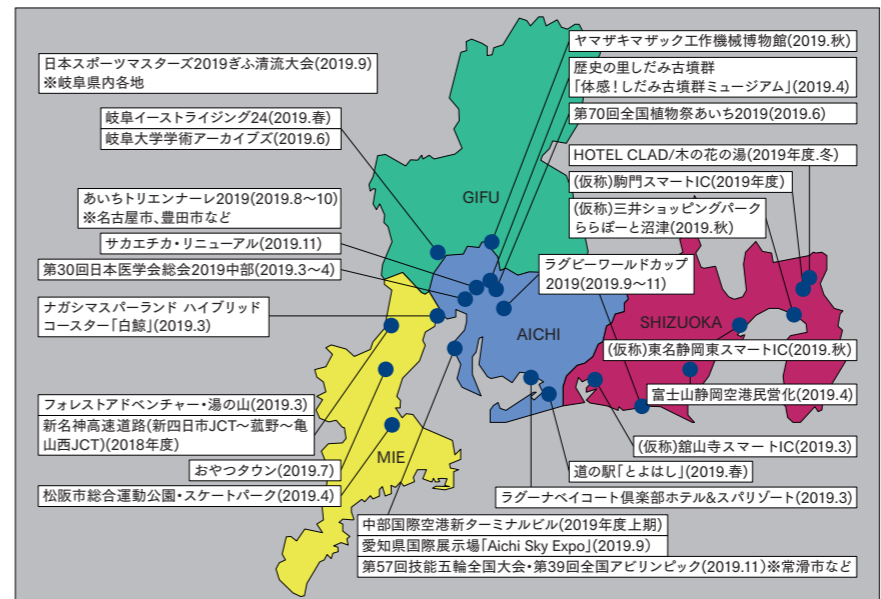 日本スポーツマスターズ2019ぎふ清流大会(2019.9)
※岐阜県内各地
岐阜イーストライジング24(2019.春)
岐阜大学学術アーカイブズ(2019.6)
あいちトリエンナーレ2019(2019.8〜10)
※名古屋市、豊田市など
サカエチカ・リニューアル(2019.11)
第30回日本医学会総会2019中部(2019.3〜4)
ナガシマスパーランド ハイブリッド
コースター「白鯨」(2019.3)
フォレストアドベンチャー・湯の山(2019.3)
新名神高速道路(新四日市JCT〜菰野〜亀
山西JCT)(2018年度)
おやつタウン(2019.7)
松阪市総合運動公園・スケートパーク(2019.4)
GIFU
AICHI
MIE
SHIZUOKA
ヤマザキマザック工作機械博物館(2019.秋)
歴史の里しだみ古墳群
「体感!しだみ古墳群ミュージアム」(2019.4)
第70回全国植物祭あいち2019(2019.6)
HOTEL CLAD/木の花の湯(2019年度.冬)
(仮称)駒門スマートIC(2019年度)
(仮称)三井ショッピングパーク
ららぽーと沼津(2019.秋)
ラグビーワールドカップ
2019(2019.9〜11)
(仮称)東名静岡東スマートIC(2019.秋)
富士山静岡空港民営化(2019.4)
(仮称)舘山寺スマートIC(2019.3)
道の駅「とよはし」(2019.春)
ラグーナベイコート倶楽部ホテル&スパリゾート(2019.3)
中部国際空港新ターミナルビル(2019年度上期)
愛知県国際展示場「Aichi Sky Expo」(2019.9)
第57回技能五輪全国大会・第39回全国アビリンピック(2019.11)※常滑市など